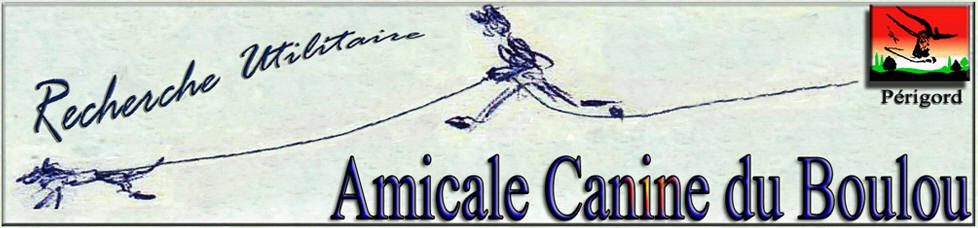 Recherche Utilitaire
Périgord
Amicale Canine du Boulou